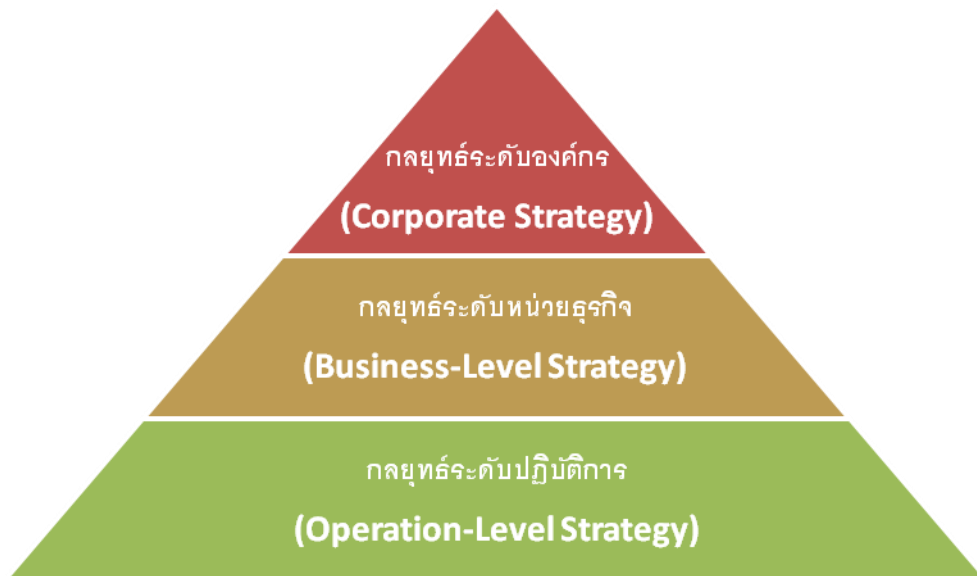 กลยุทธ์ระดับองค์กร
(Corporate Strategy)
กลยุทธ์ระดับหน่วยธุรกิจ
(Business-Level Strategy)
กลยุทธ์ระดับปฏิบัติการ
(Operation-Level Strategy)